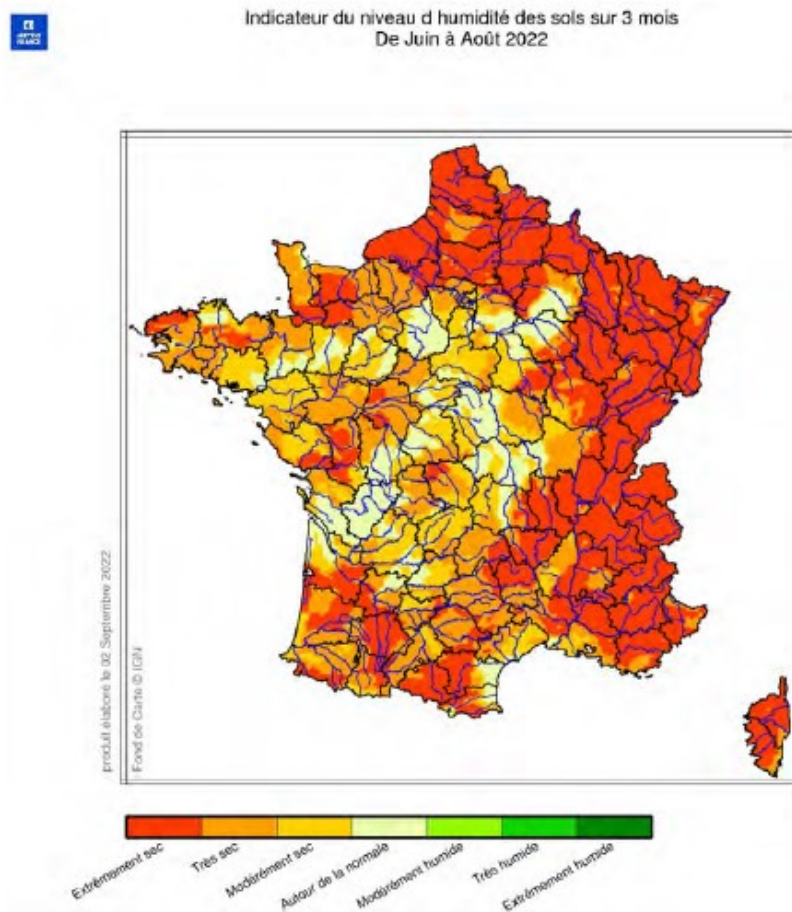 METEO FRANCE
Indicateur du niveau d humidité des sols sur 3 mois
De Juin à Août 2022
produit élaboré le 02 Septembre 2022
Fond de Carte © IGN
Extrêmement sec
Très sec
Modérément sec
Autour de la normale
Modérément humide
Très humide
Extrêmement humide